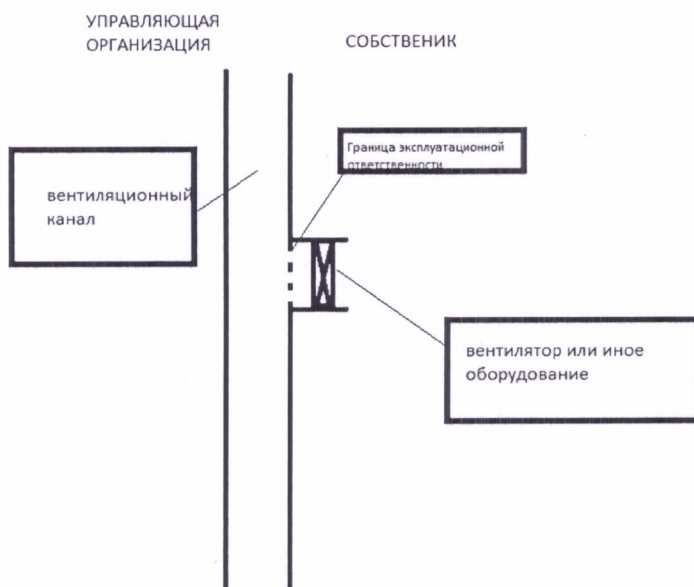 УПРАВЛЯЮЩАЯ
ОРГАНИЗАЦИЯ
СОБСТВЕНИК
Граница эксплуатационной
ответственности
вентиляционный
канал
вентилятор или иное
оборудование